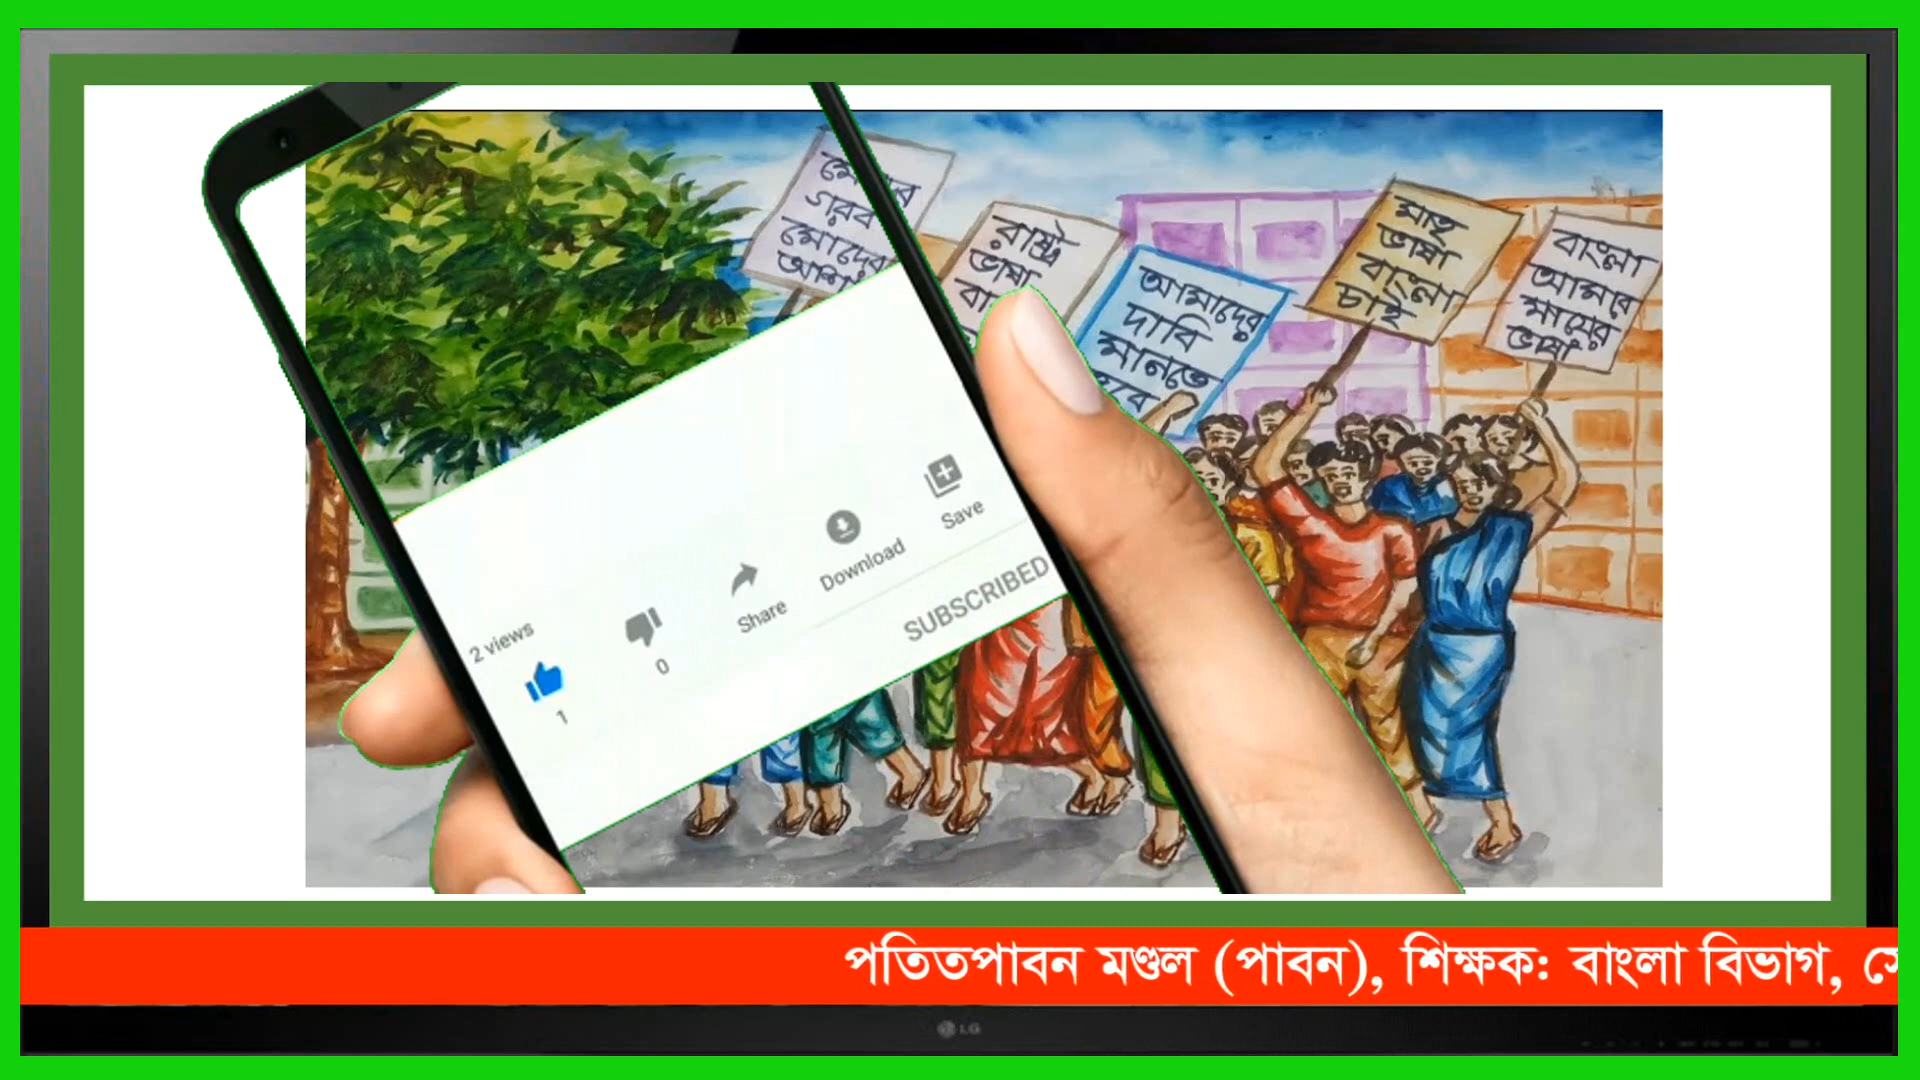 গরব
মোদের
রাষ্ট্র
ভাষা
আমাদের
দাবি
মানতে
মাতৃ
ভাষা
বাংলা
চাই
বাংলা
আমার
মায়ের
ভাষা
2 views
1
0
Share
Download
Save
SUBSCRIBED
পতিতপাবন মণ্ডল (পাবন), শিক্ষক: বাংলা বিভাগ,
LG